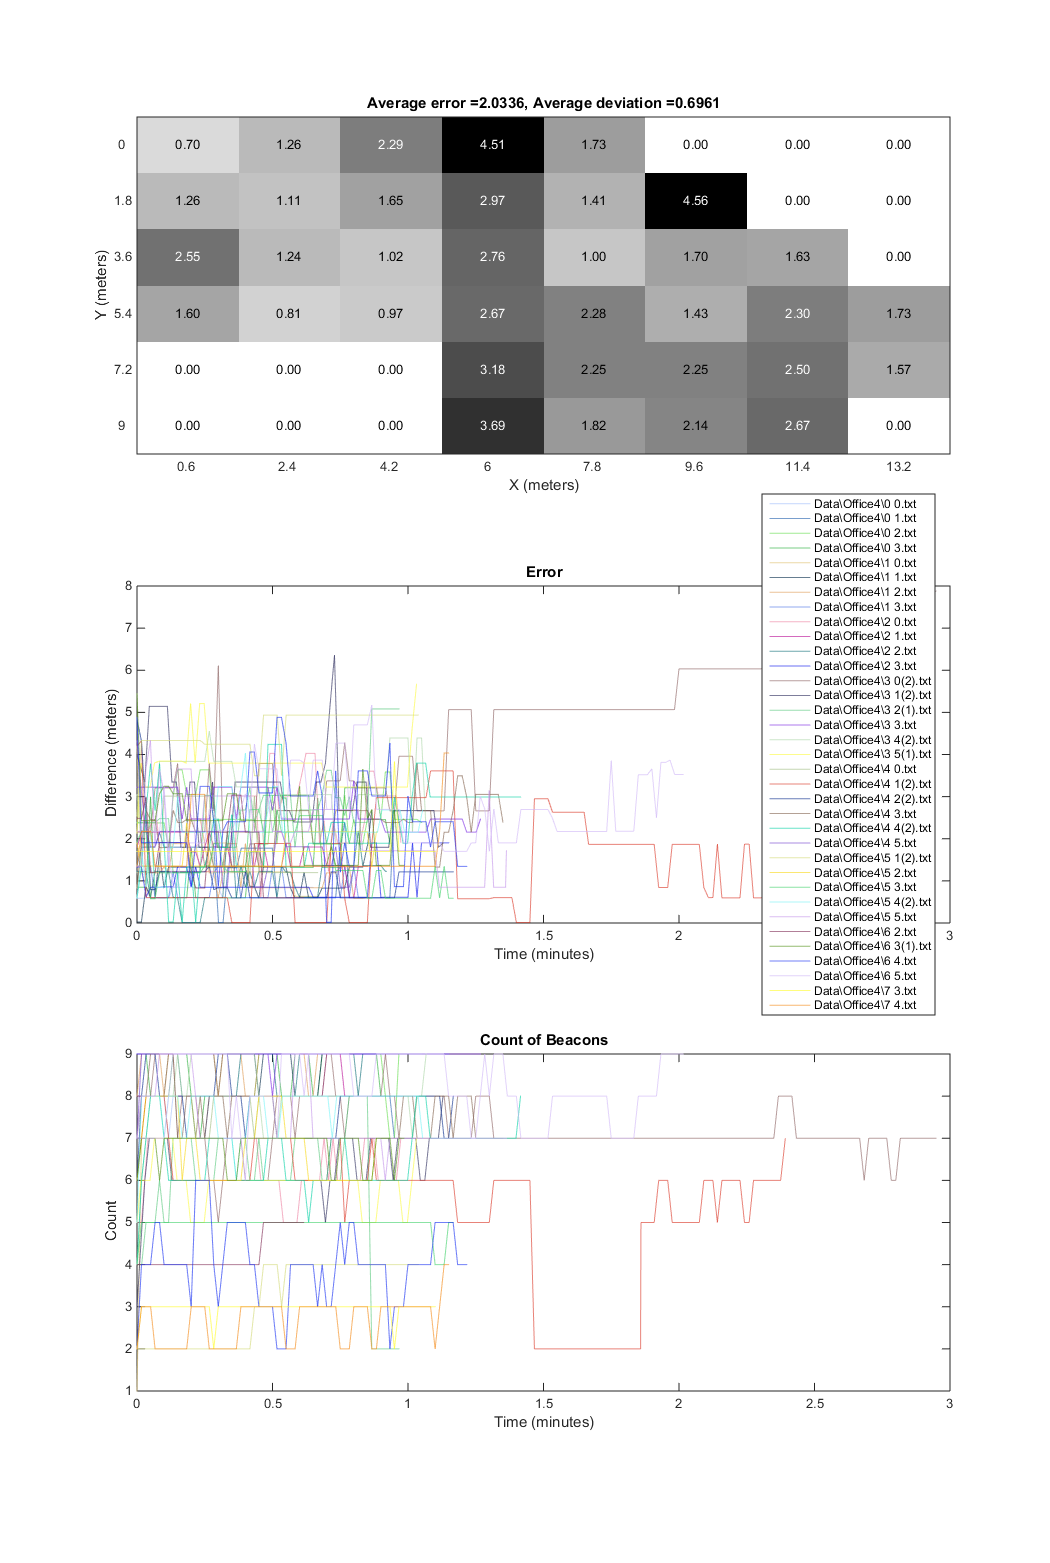 Average error =2.0336, Average deviation =0.6961
0 0.70 1.26 2.29 4.51 1.73 0.00 0.00 0.00
1.8 1.26 1.11 1.65 2.97 1.41 4.56 0.00 0.00
3.6 2.55 1.24 1.02 2.76 1.00 1.70 1.63 0.00
5.4 1.60 0.81 0.97 2.67 2.28 1.43 2.30 1.73
7.2 0.00 0.00 0.00 3.18 2.25 2.25 2.50 1.57
9 0.00 0.00 0.00 3.69 1.82 2.14 2.67 0.00
Y (meters)
0.6 2.4 4.2 6 7.8 9.6 11.4 13.2
X (meters)
Data\Office4\0 0.txt
Data\Office4\0 1.txt
Data\Office4\0 2.txt
Data\Office4\0 3.txt
Data\Office4\1 0.txt
Data\Office4\1 1.txt
Data\Office4\1 2.txt
Data\Office4\1 3.txt
Data\Office4\2 0.txt
Data\Office4\2 1.txt
Data\Office4\2 2.txt
Data\Office4\2 3.txt
Data\Office4\3 0(2).txt
Data\Office4\3 1(2).txt
Data\Office4\3 2(1).txt
Data\Office4\3 3.txt
Data\Office4\3 4(2).txt
Data\Office4\3 5(1).txt
Data\Office4\4 0.txt
Data\Office4\4 1(2).txt
Data\Office4\4 2(2).txt
Data\Office4\4 3.txt
Data\Office4\4 4(2).txt
Data\Office4\4 5.txt
Data\Office4\5 1(2).txt
Data\Office4\5 2.txt
Data\Office4\5 3.txt
Data\Office4\5 4(2).txt
Data\Office4\5 5.txt
Data\Office4\6 2.txt
Data\Office4\6 3(1).txt
Data\Office4\6 4.txt
Data\Office4\6 5.txt
Data\Office4\7 3.txt
Data\Office4\7 4.txt
Error
8
7
6
5
4
3
2
1
0
Difference (meters)
0 0.5 1 1.5 2 3
Time (minutes)
Count of Beacons
9
8
7
6
5
4
3
2
1
Count
0 0.5 1 1.5 2 2.5 3
Time (minutes)